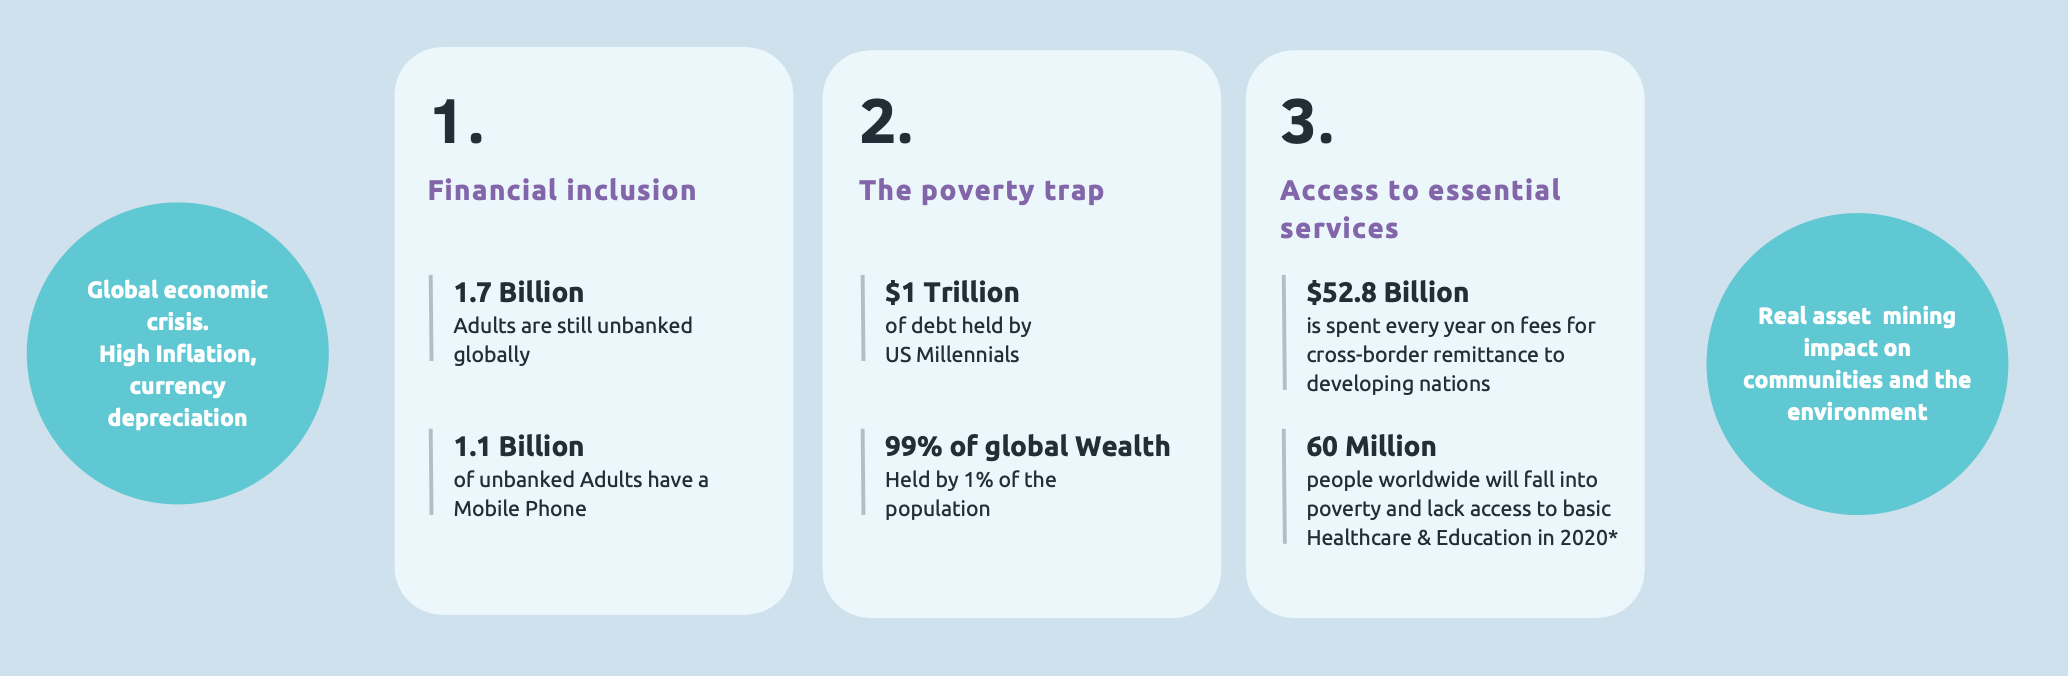 Global economic
crisis.
High Inflation,
currency
depreciation
1.
Financial inclusion
1.7 Billion
Adults are still unbanked
globally
1.1 Billion
of unbanked Adults have a
Mobile Phone
2.
The poverty trap
$1 Trillion
of debt held by
US Millennials
99% of global Wealth
Held by 1% of the
population
3.
Access to essential
services
$52.8 Billion
is spent every year on fees for
cross-border remittance to
developing nations
60 Million
people worldwide will fall into
poverty and lack access to basic
Healthcare & Education in 2020*
Real asset  mining
impact on
communities and the
environment